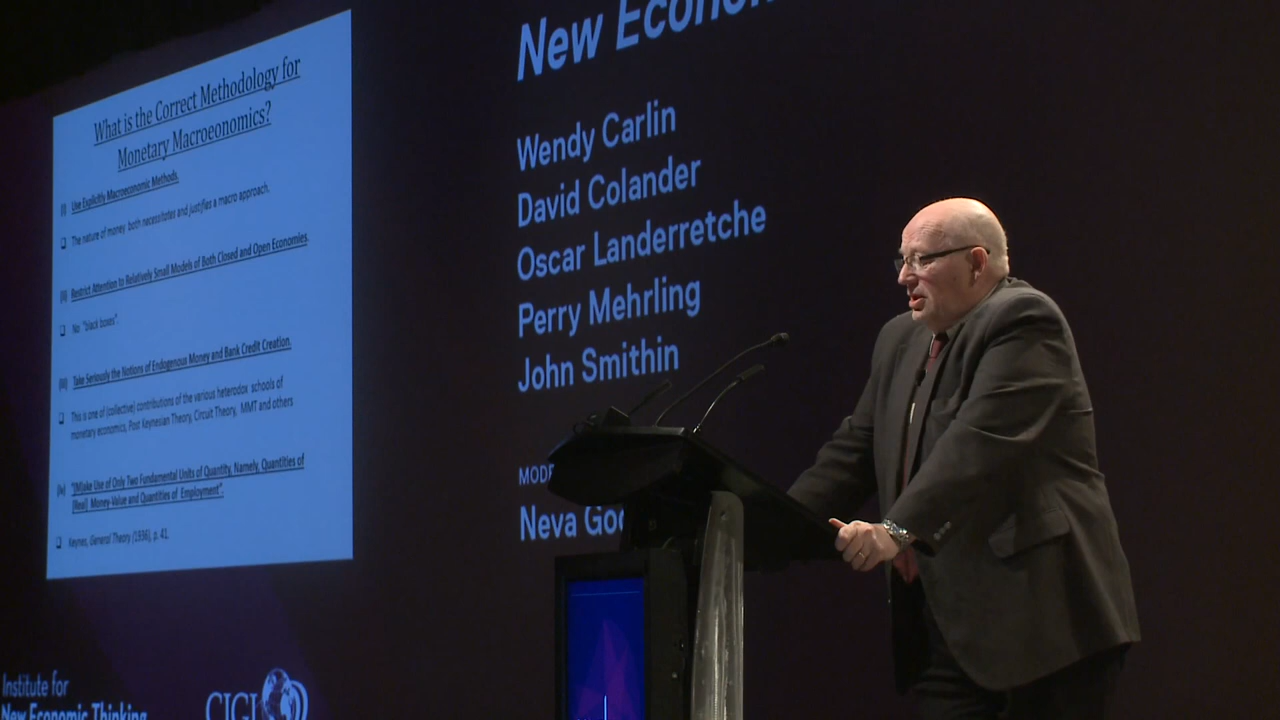 What is the Correct Methodology for
Monetary Macroeconomics?
(i) Use Explicitly Macroeconomic Methods.
The nature of money both necessitates and justifies a macro approach.
(ii) Restrict Attention to Relatively Small Models of Both Closed and Open Economies.
No "black boxes".
(iii) Take Seriously the Notions of Endogenous Money and Bank Credit Creation.
This is one of (collective) contributions of the various heterodox schools of
monetary economics, Post Keynesian Theory, Circuit Theory, MMT and others
(iv) "[M]ake Use of Only Two Fundamental Units of Quantity, Namely, Quantities of
[Real] Money-Value and Quantities of Employment".
Keynes, General Theory (1936), p. 41.
New Econom
Wendy Carlin
David Colander
Oscar Landerretche
Perry Mehrling
John Smithin
MODE
Neva Goo
Institute for
New Economic Thinking
CIGI